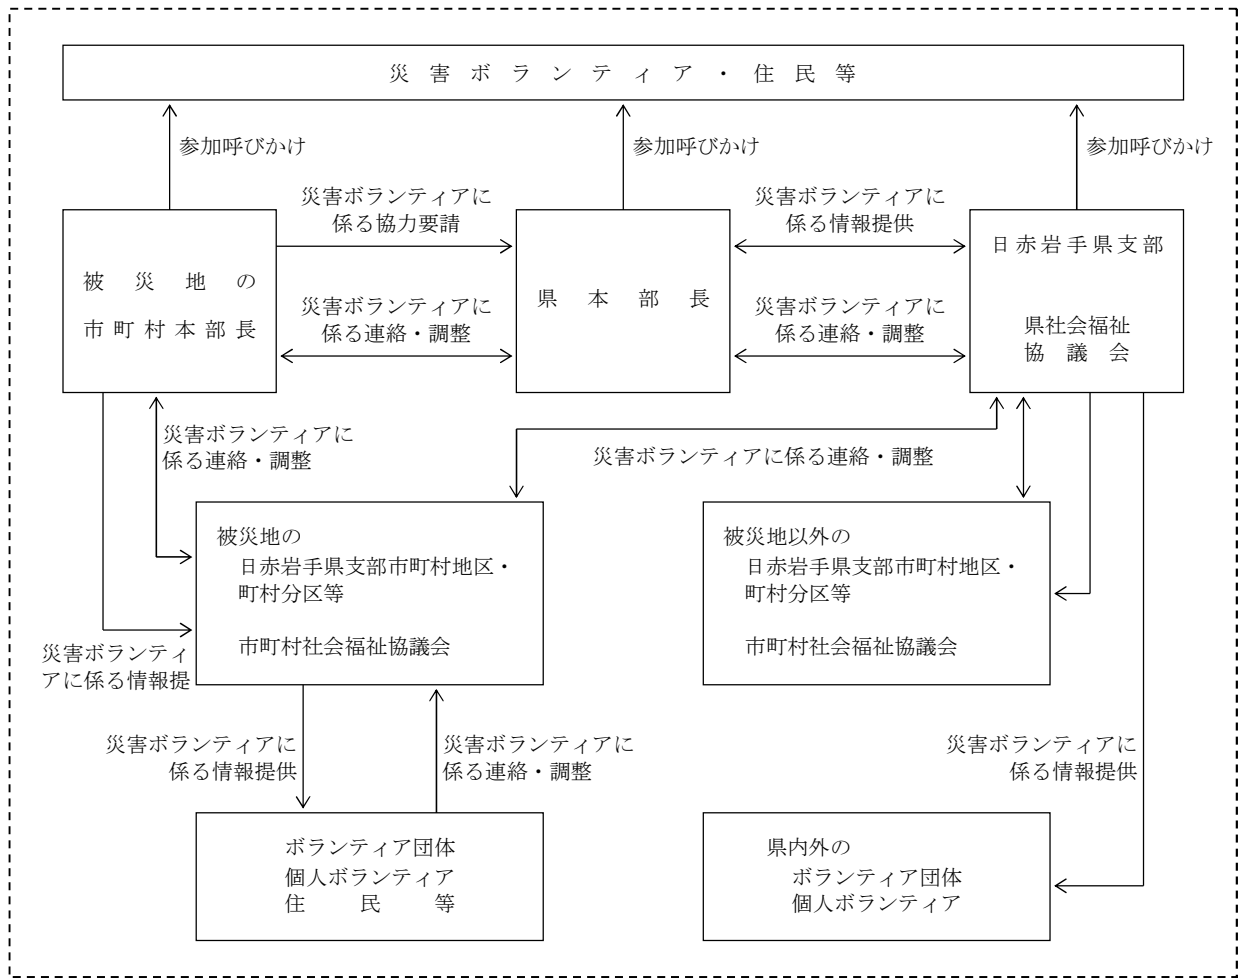 災害ボランティア・住民等
参加呼びかけ
参加呼びかけ
参加呼びかけ
災害ボランティアに
係る協力要請
災害ボランティアに
係る情報提供
被災地の
市町村本部長
県本部長
日赤岩手県支部
県社会福祉
協議会
災害ボランティアに
係る連絡・調整
災害ボランティアに
係る連絡・調整
災害ボランティアに
係る連絡・調整
災害ボランティアに係る連絡・調整
被災地の
日赤岩手県支部市町村地区・
町村分区等
市町村社会福祉協議会
被災地以外の
日赤岩手県支部市町村地区・
町村分区等
市町村社会福祉協議会
災害ボランティ
アに係る情報提
災害ボランティアに
係る情報提供
災害ボランティアに
係る連絡・調整
災害ボランティアに
係る情報提供
ボランティア団体
個人ボランティア
住民等
県内外の
ボランティア団体
個人ボランティア